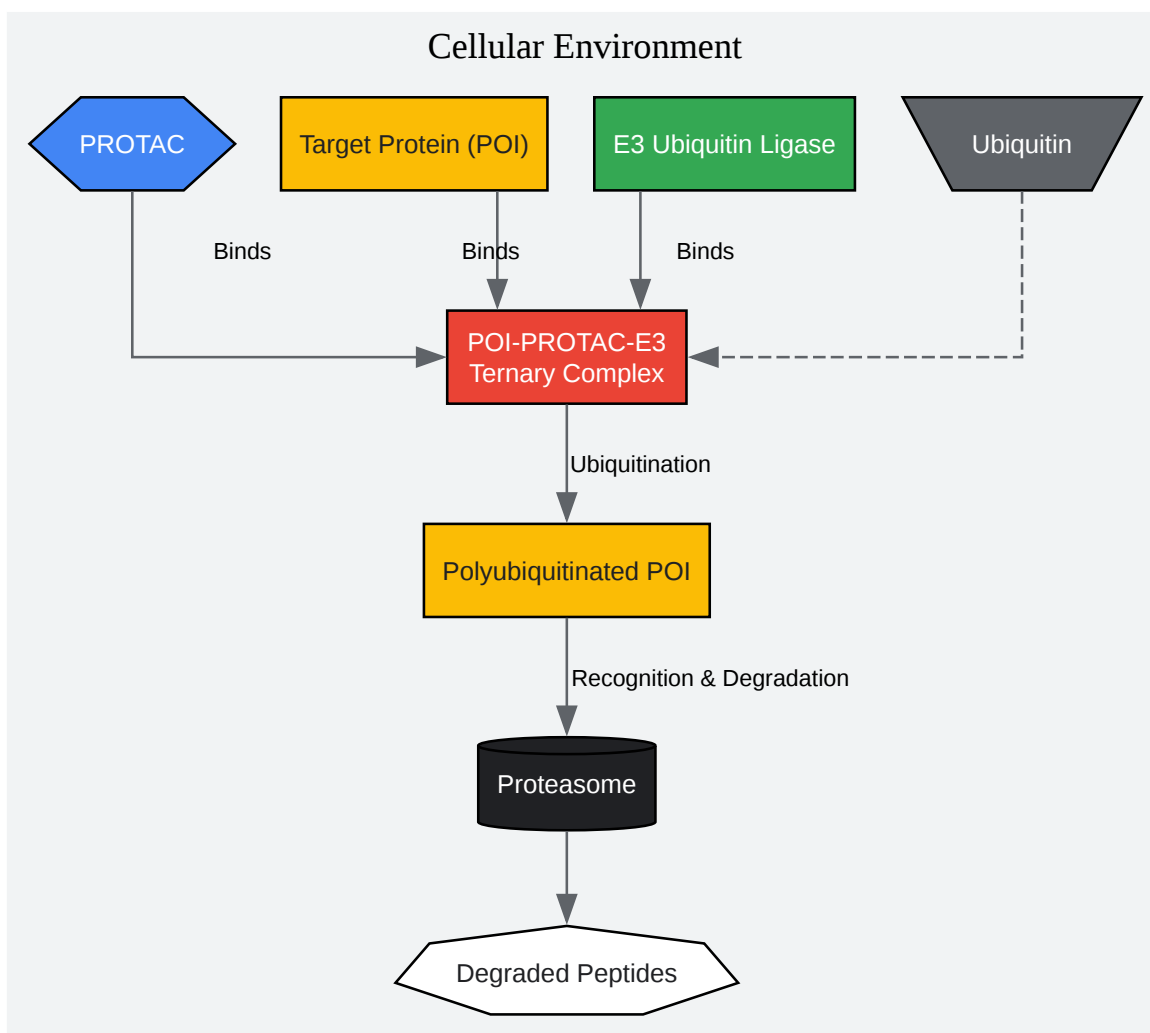 Cellular Environment
PROTAC
Target Protein (POI)
E3 Ubiquitin Ligase
Ubiquitin
Binds
Binds
Binds
POI-PROTAC-E3
Ternary Complex
Ubiquitination
Polyubiquitinated POI
Recognition & Degradation
Proteasome
Degraded Peptides